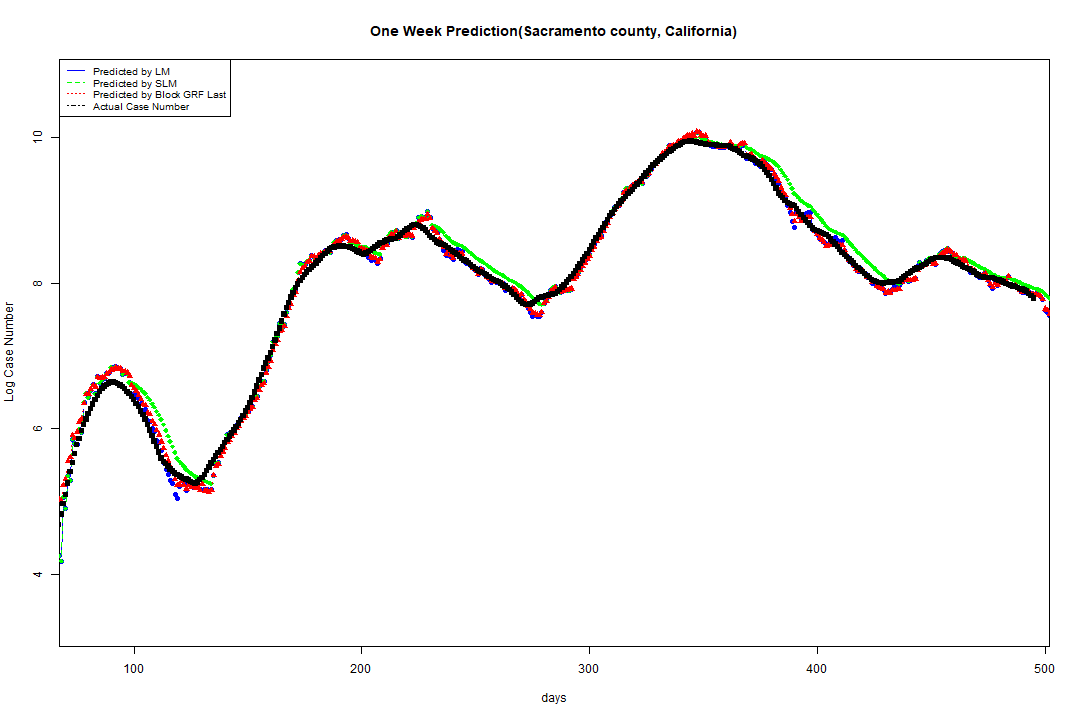 One Week Prediction(Sacramento county, California)
Predicted by LM
Predicted by SLM
Predicted by Block GRF Last
Actual Case Number
10
8
6
4
Log Case Number
100 200 300 400 500
days